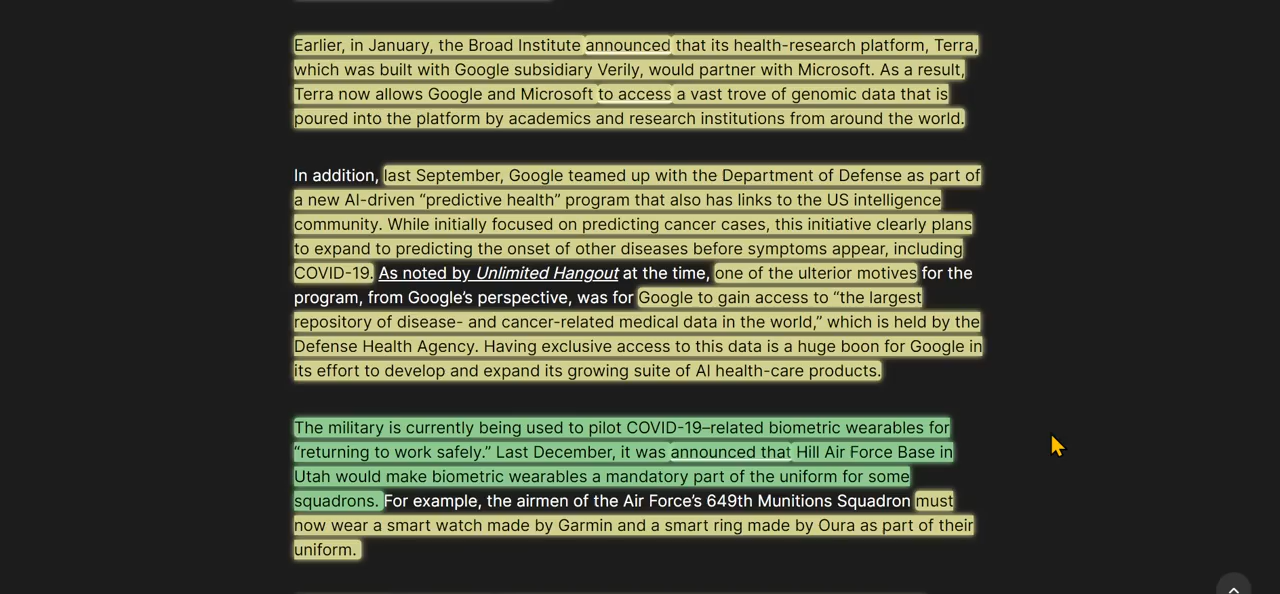 Earlier, in January, the Broad Institute announced that its health-research platform, Terra,
which was built with Google subsidiary Verily, would partner with Microsoft. As a result,
Terra now allows Google and Microsoft to access a vast trove of genomic data that is
poured into the platform by academics and research institutions from around the world.
In addition, last September, Google teamed up with the Department of Defense as part of
a new AI-driven “predictive health” program that also has links to the US intelligence
community. While initially focused on predicting cancer cases, this initiative clearly plans
to expand to predicting the onset of other diseases before symptoms appear, including
COVID-19. As noted by Unlimited Hangout at the time, one of the ulterior motives for the
program, from Google’s perspective, was for Google to gain access to “the largest
repository of disease- and cancer-related medical data in the world,” which is held by the
Defense Health Agency. Having exclusive access to this data is a huge boon for Google in
its effort to develop and expand its growing suite of AI health-care products.
The military is currently being used to pilot COVID-19–related biometric wearables for
“returning to work safely.” Last December, it was announced that Hill Air Force Base in
Utah would make biometric wearables a mandatory part of the uniform for some
squadrons. For example, the airmen of the Air Force’s 649th Munitions Squadron must
now wear a smart watch made by Garmin and a smart ring made by Oura as part of their
uniform.